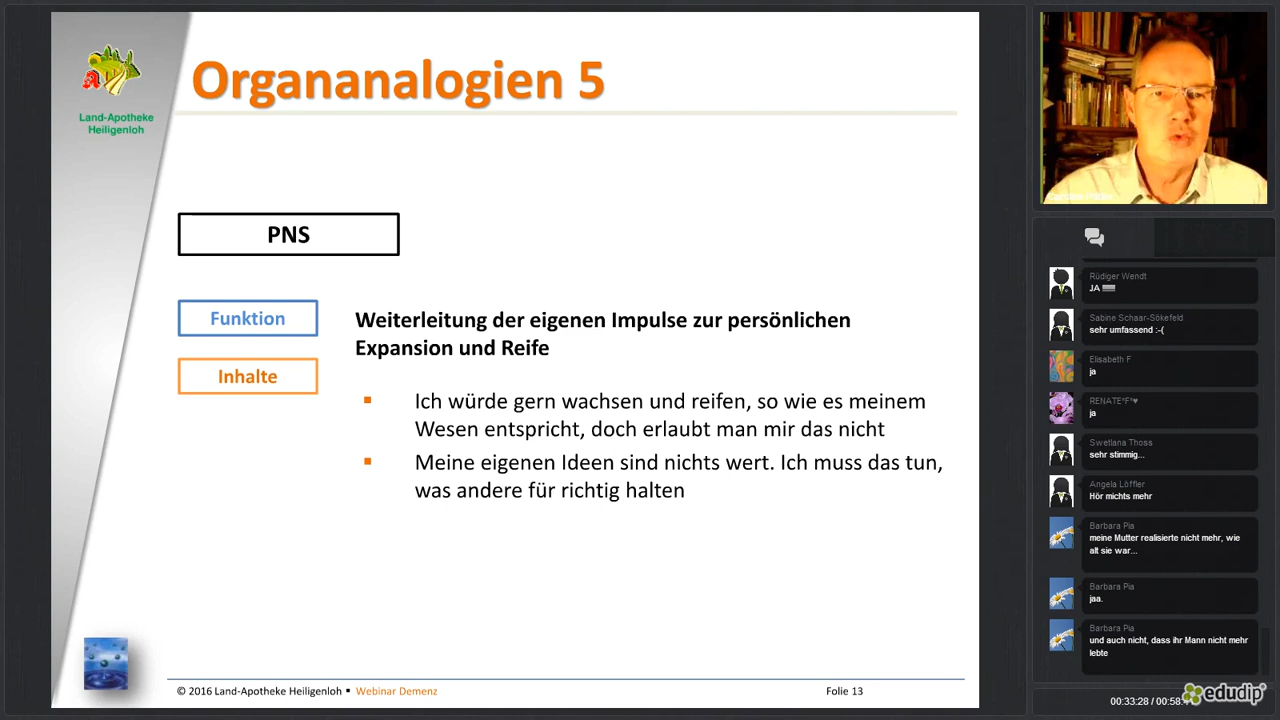 Organanalogien 5
Land-Apotheke
Heiligenloh
PNS
Funktion
Weiterleitung der eigenen Impulse zur persönlichen
Expansion und Reife
Inhalte
Ich würde gern wachsen und reifen, so wie es meinem
Wesen entspricht, doch erlaubt man mir das nicht
Meine eigenen Ideen sind nichts wert. Ich muss das tun,
was andere für richtig halten
© 2016 Land-Apotheke Heiligenloh ▪ Webinar Demenz
Folie 13
Rüdiger Wendt
JA
Sabine Schaar-Sökefeld
sehr umfassend :-(
Elisabeth F
ja
RENATE*F*♥
ja
Swetlana Thoss
sehr stimmig...
Angela Löffler
Hör michts mehr
Barbara Pia
meine Mutter realisierte nicht mehr, wie
alt sie war...
Barbara Pia
jaa.
Barbara Pia
und auch nicht, dass ihr Mann nicht mehr
lebte
00:33:28 /
edudip